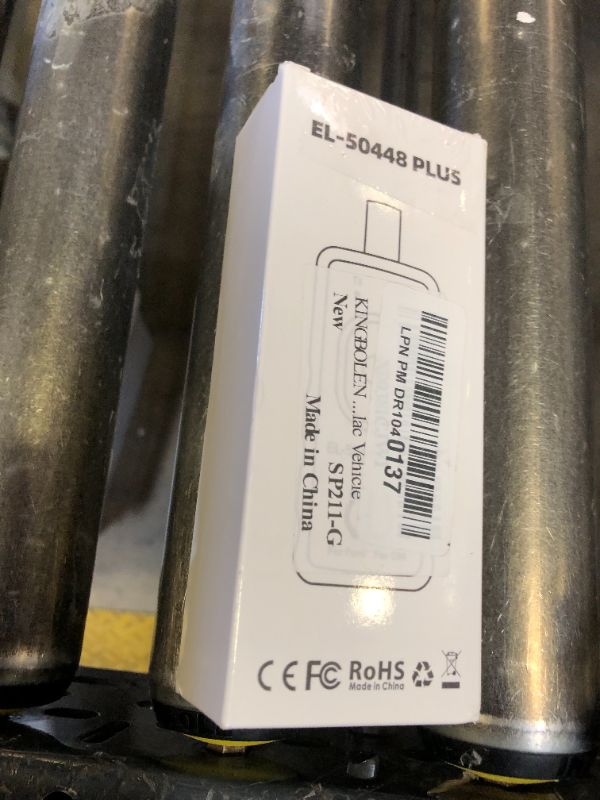 EL-50448 PLUS
LPN PM DR1040137
KINGBOLEN ...lac Vehicle
New
SP211-G
Made in China
CE FC RoHS
Made in China